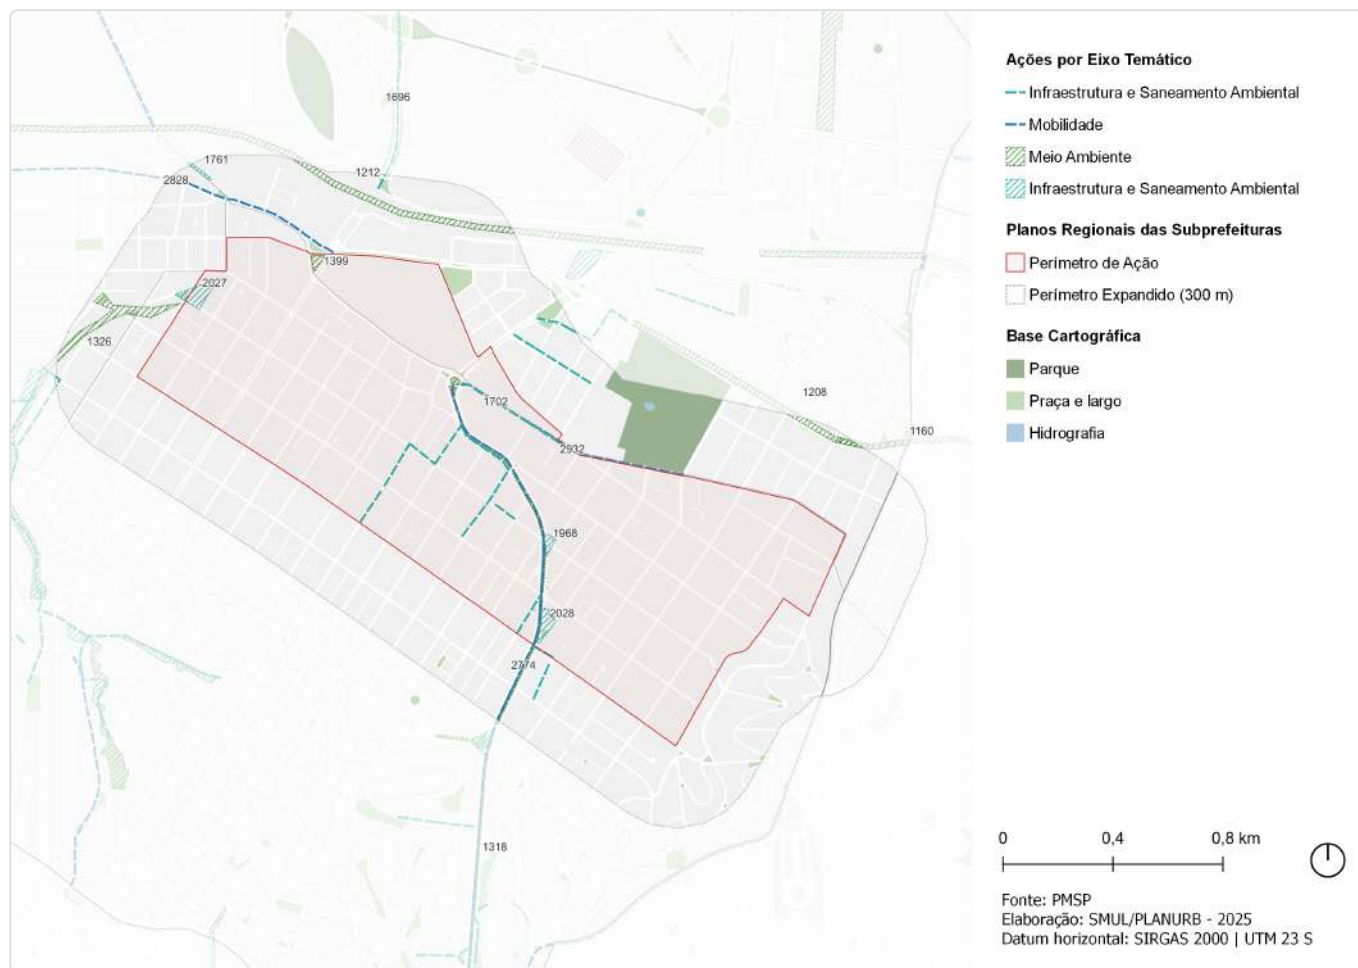 1696
1761
1212
2828
1399
2027
1326
1702
1208
1160
2932
1968
2028
2774
1318
Ações por Eixo Temático
Infraestrutura e Saneamento Ambiental
Mobilidade
Meio Ambiente
Infraestrutura e Saneamento Ambiental
Planos Regionais das Subprefeituras
Perímetro de Ação
Perímetro Expandido (300 m)
Base Cartográfica
Parque
Praça e largo
Hidrografia
0 0,4 0,8 km
Fonte: PMSP
Elaboração: SMUL/PLANURB - 2025
Datum horizontal: SIRGAS 2000 | UTM 23 S